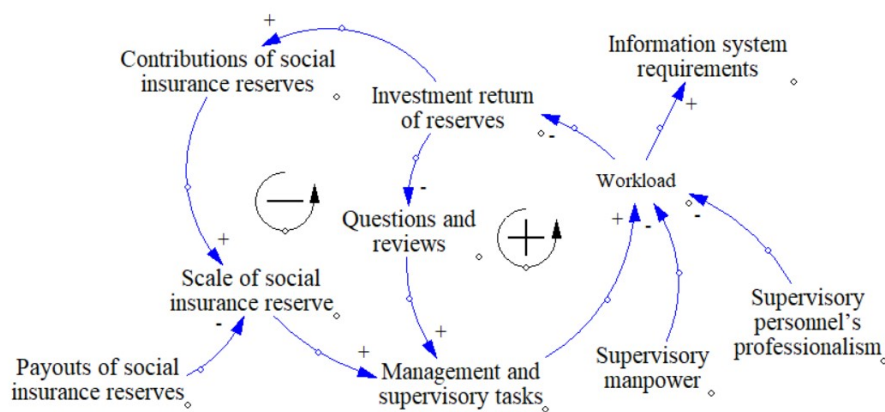 +
Contributions of social
insurance reserves
Information system
requirements
+
Investment return
of reserves
-
Workload
-
+
-
-
Questions and
reviews
+
Scale of social
insurance reserve
-
+
+
Supervisory
personnel's
professionalism
Payouts of social
insurance reserves
Management and
supervisory tasks
Supervisory
manpower
−
+